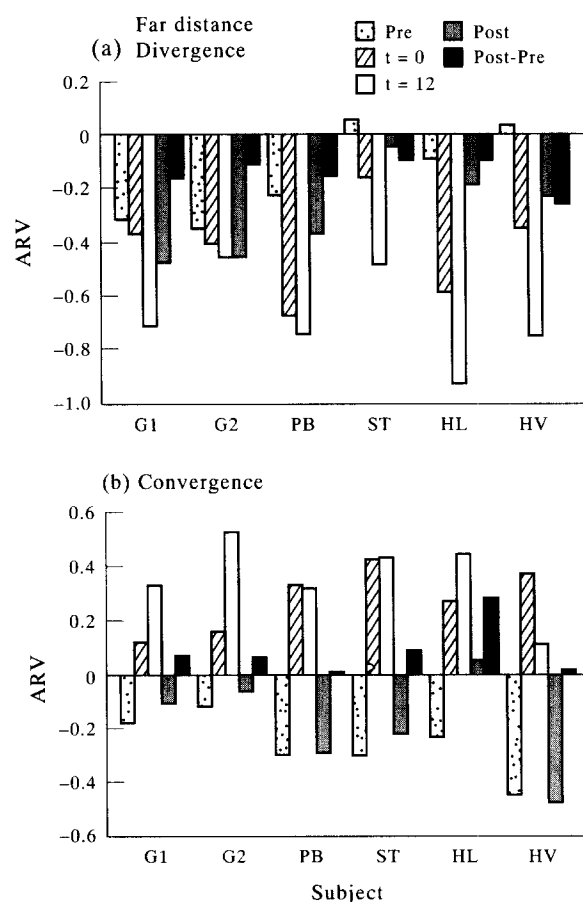 Far distance
(a) Divergence
Pre
Post
t = 0
Post-Pre
t = 12
0.2
0
−0.2
−0.4
−0.6
−0.8
−1.0
ARV
G1 G2 PB ST HL HV
(b) Convergence
0.6
0.4
0.2
0
−0.2
−0.4
−0.6
ARV
G1 G2 PB ST HL HV
Subject